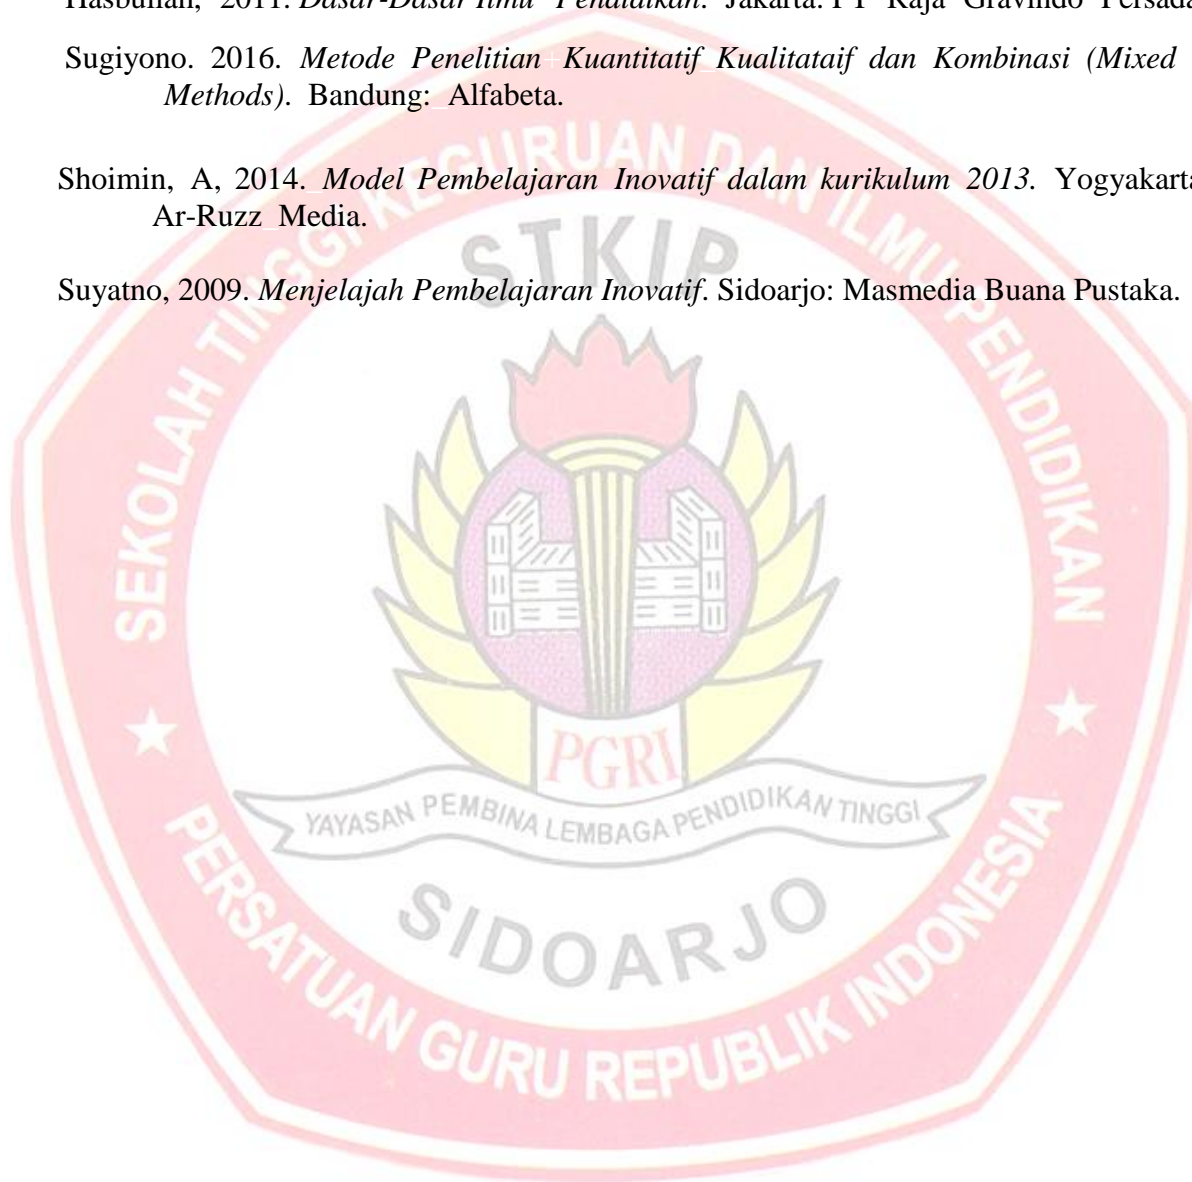 Hasbullah, 2011. Dasar-Dasar Ilmu Pendidikan. Jakarta: PT Raja Gravindo Persada
Sugiyono. 2016. Metode Penelitian Kuantitatif Kualitataif dan Kombinasi (Mixed
Methods). Bandung: Alfabeta.
Shoimin, A, 2014. Model Pembelajaran Inovatif dalam kurikulum 2013. Yogyakarta
Ar-Ruzz Media.
Suyatno, 2009. Menjelajah Pembelajaran Inovatif. Sidoarjo: Masmedia Buana Pustaka.
SEKOLAH TINGGI KEGURUAN DAN ILMU PENDIDIKAN
STKIP
PGRI
YAYASAN PEMBINA LEMBAGA PENDIDIKAN TINGGI
SIDOARJO
PERSATUAN GURU REPUBLIK INDONESIA